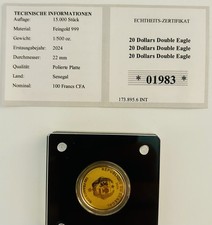 TECHNISCHE INFORMATIONEN
Auflage: 15.000 Stück
Material: Feingold 999
Gewicht: 1/500 oz.
Erstausgabejahr: 2024
Durchmesser: 22 mm
Qualität: Polierte Platte
Land: Senegal
Nominal: 100 Francs CFA
ECHTHEITS-ZERTIFIKAT
20 Dollars Double Eagle
20 Dollars Double Eagle
20 Dollars Double Eagle
* 01983 *
173.895.6 INT